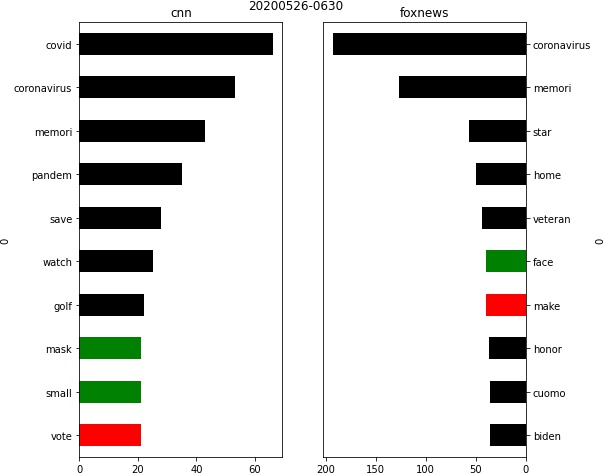 20200526-0630
cnn
foxnews
covid
coronavirus
memori
pandem
save
watch
golf
mask
small
vote
0
0 20 40 60
coronavirus
memori
star
home
veteran
face
make
honor
cuomo
biden
0
200 150 100 50 0